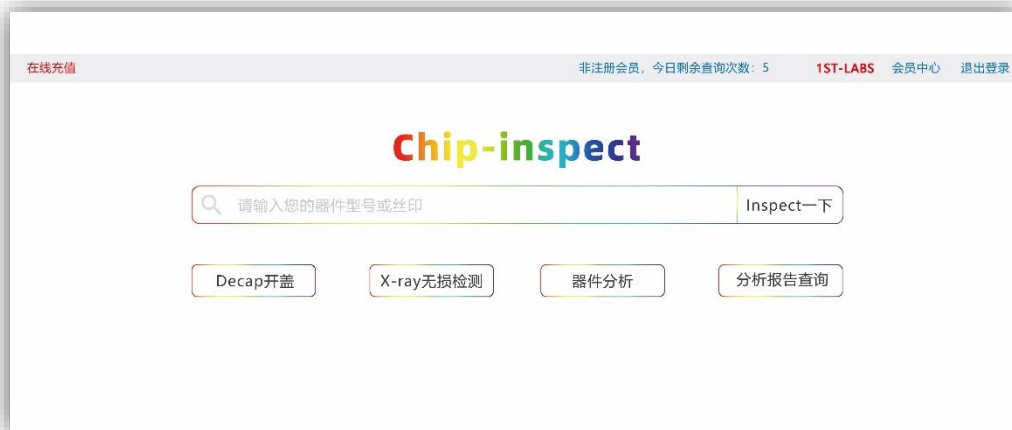 在线充值 非注册会员，今日剩余查询次数：5 1ST-LABS 会员中心 退出登录
Chip-inspect
请输入您的器件型号或丝印 Inspect一下
Decap开盖 X-ray无损检测 器件分析 分析报告查询